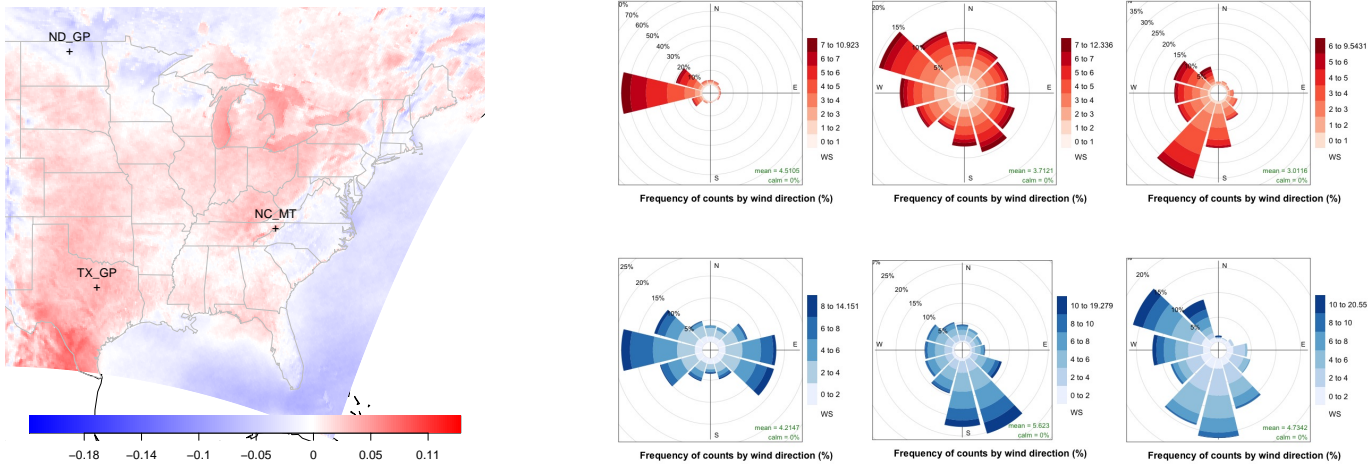 ND_GP
NC_MT
TX_GP
−0.18 −0.14 −0.1 −0.05 0 0.05 0.11
70%
60%
50%
40%
30%
20%
10%
N
W
E
S
7 to 10.923
6 to 7
5 to 6
4 to 5
3 to 4
2 to 3
1 to 2
0 to 1
WS
mean = 4.5105
calm = 0%
Frequency of counts by wind direction (%)
20%
15%
10%
5%
N
W
E
S
7 to 12.336
6 to 7
5 to 6
4 to 5
3 to 4
2 to 3
1 to 2
0 to 1
WS
mean = 3.7121
calm = 0%
Frequency of counts by wind direction (%)
35%
30%
25%
20%
15%
10%
5%
N
W
E
S
6 to 9.5431
5 to 6
4 to 5
3 to 4
2 to 3
1 to 2
0 to 1
WS
mean = 3.0116
calm = 0%
Frequency of counts by wind direction (%)
25%
20%
15%
10%
5%
N
W
E
S
8 to 14.151
6 to 8
4 to 6
2 to 4
0 to 2
WS
mean = 4.2147
calm = 0%
Frequency of counts by wind direction (%)
25%
20%
15%
10%
5%
N
W
E
S
10 to 19.279
8 to 10
6 to 8
4 to 6
2 to 4
0 to 2
WS
mean = 5.623
calm = 0%
Frequency of counts by wind direction (%)
20%
15%
10%
5%
N
W
E
S
10 to 20.55
8 to 10
6 to 8
4 to 6
2 to 4
0 to 2
WS
mean = 4.7342
calm = 0%
Frequency of counts by wind direction (%)